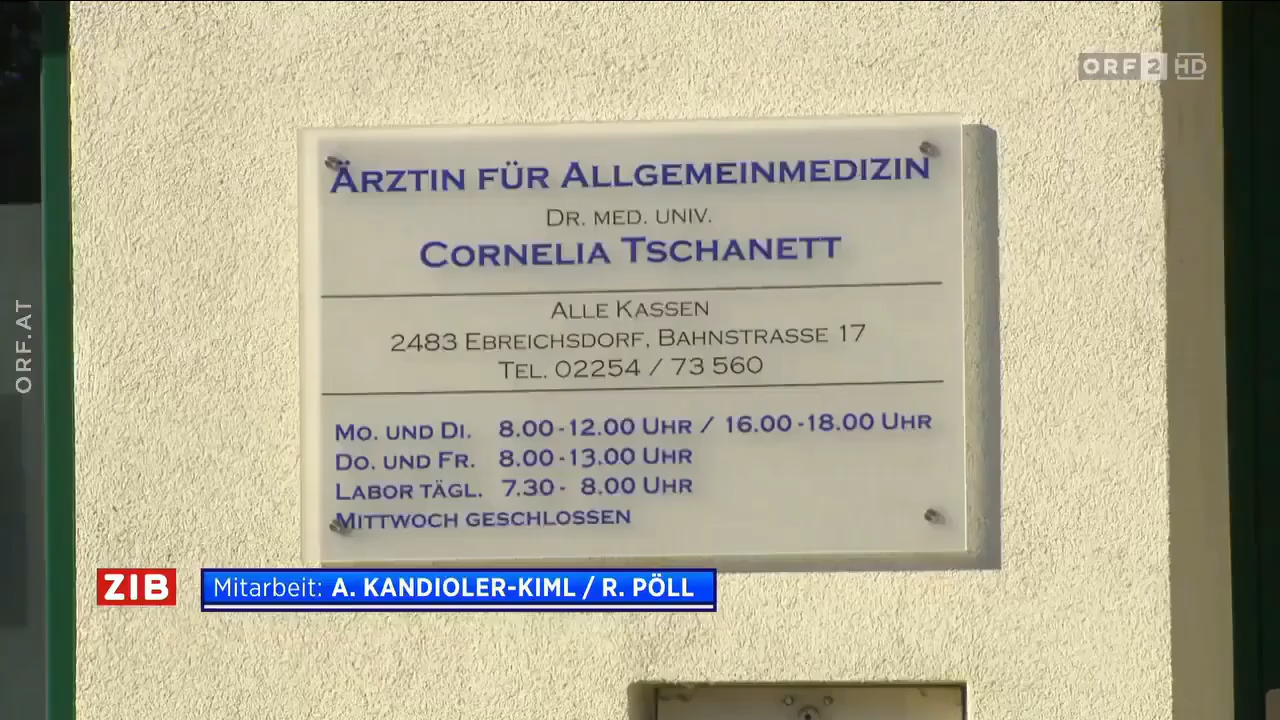 ORF 2 HD
ÄRZTIN FÜR ALLGEMEINMEDIZIN
DR. MED. UNIV.
CORNELIA TSCHANETT
ALLE KASSEN
2483 EBREICHSDORF, BAHNSTRASSE 17
TEL. 02254 / 73 560
MO. UND DI. 8.00-12.00 UHR / 16.00-18.00 UHR
DO. UND FR. 8.00-13.00 UHR
LABOR TÄGL. 7.30- 8.00 UHR
MITTWOCH GESCHLOSSEN
ORF.AT
ZIB Mitarbeit: A. KANDIOLER-KIML / R. PÖLL